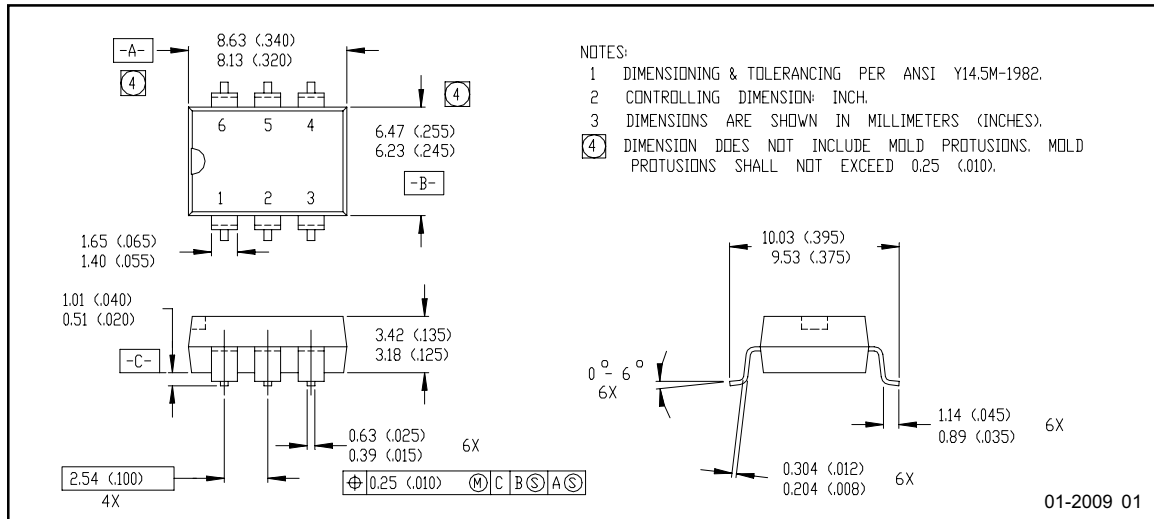 -A-
8.63 (.340)
8.13 (.320)
4
4
6 5 4
6.47 (.255)
6.23 (.245)
-B-
1 2 3
1.65 (.065)
1.40 (.055)
NOTES:
1 DIMENSIONING & TOLERANCING PER ANSI Y14.5M-1982.
2 CONTROLLING DIMENSION: INCH.
3 DIMENSIONS ARE SHOWN IN MILLIMETERS (INCHES).
4 DIMENSION DOES NOT INCLUDE MOLD PROTUSIONS. MOLD
PROTUSIONS SHALL NOT EXCEED 0.25 (.010).
1.01 (.040)
0.51 (.020)
-C-
3.42 (.135)
3.18 (.125)
0.63 (.025)
0.39 (.015)
6X
2.54 (.100)
4X
⌖ 0.25 (.010) Ⓜ C B Ⓢ A Ⓢ
10.03 (.395)
9.53 (.375)
0° - 6°
6X
1.14 (.045)
0.89 (.035)
6X
0.304 (.012)
0.204 (.008)
6X
01-2009 01